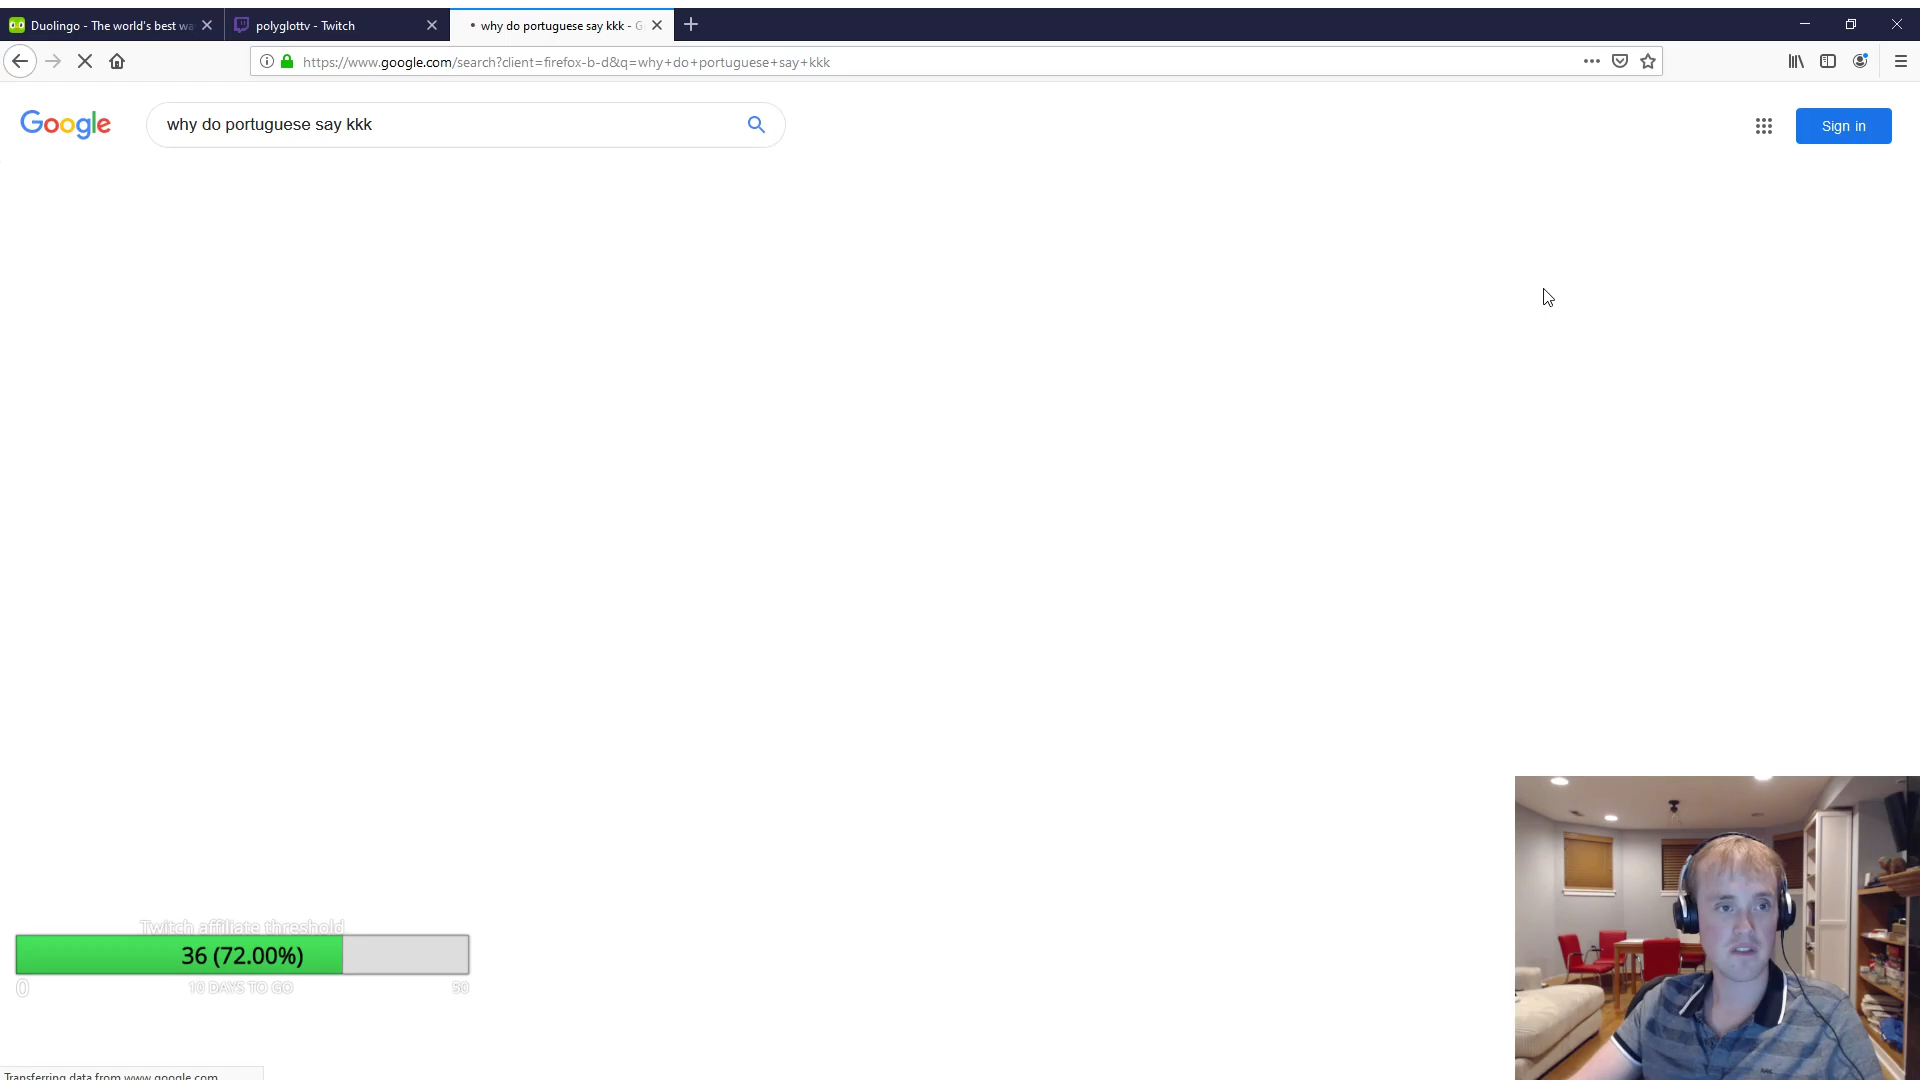 Duolingo - The world's best wa
polyglottv - Twitch
why do portuguese say kkk - G
https://www.google.com/search?client=firefox-b-d&q=why+do+portuguese+say+kkk
Google
why do portuguese say kkk
Sign in
Twitch affiliate threshold
36 (72.00%)
0
10 DAYS TO GO
50
Transferring data from www.google.com